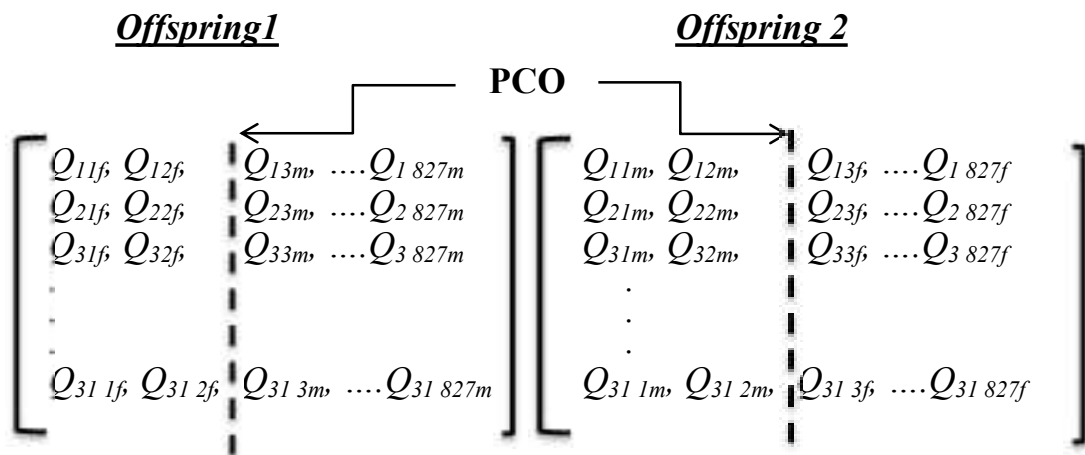 Offspring1 Offspring 2
PCO
Q11f, Q12f, Q13m, ....Q1 827m Q11m, Q12m, Q13f, ....Q1 827f
Q21f, Q22f, Q23m, ....Q2 827m Q21m, Q22m, Q23f, ....Q2 827f
Q31f, Q32f, Q33m, ....Q3 827m Q31m, Q32m, Q33f, ....Q3 827f
. .
. .
. .
Q31 1f, Q31 2f, Q31 3m, ....Q31 827m Q31 1m, Q31 2m, Q31 3f, ....Q31 827f